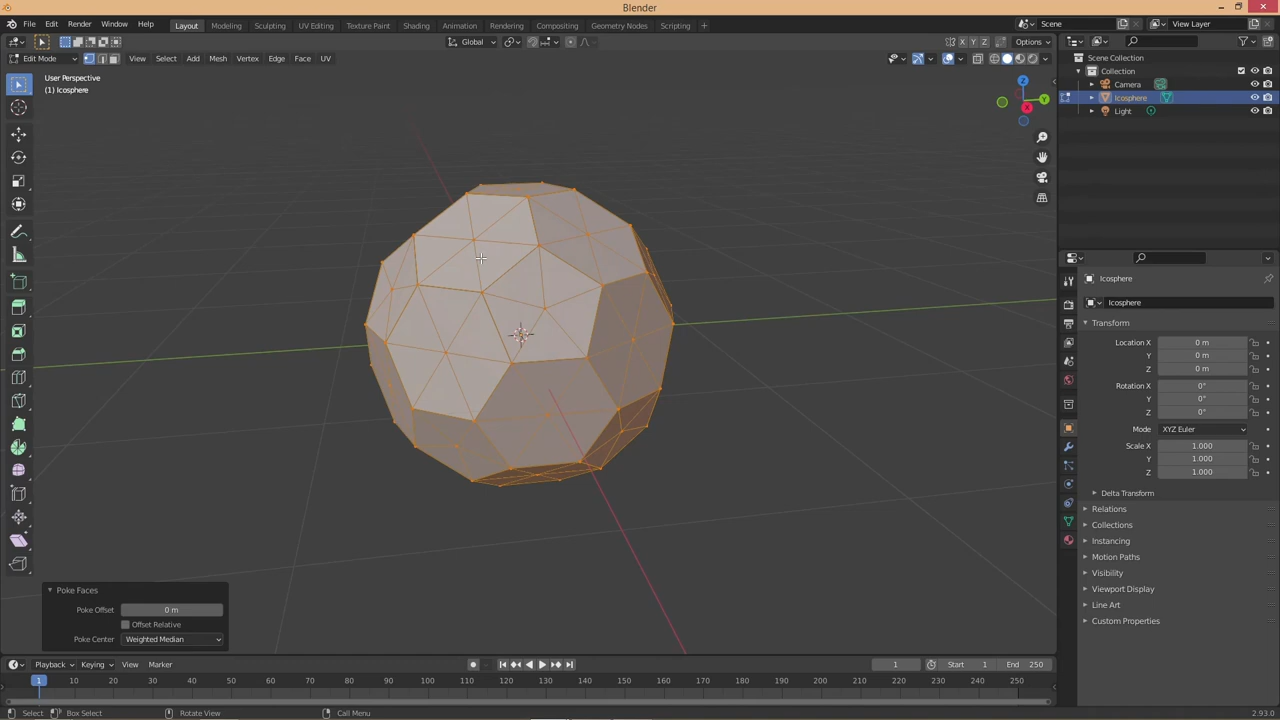 Blender
File Edit Render Window Help Layout Modeling Sculpting UV Editing Texture Paint Shading Animation Rendering Compositing Geometry Nodes Scripting + Scene View Layer
Global X Y Z Options
Edit Mode View Select Add Mesh Vertex Edge Face UV
User Perspective
(1) Icosphere
Z
Y
X
Scene Collection
Collection
Camera
Icosphere
Light
Icosphere
Icosphere
Transform
Location X 0 m
Y 0 m
Z 0 m
Rotation X 0°
Y 0°
Z 0°
Mode XYZ Euler
Scale X 1.000
Y 1.000
Z 1.000
Delta Transform
Relations
Collections
Instancing
Motion Paths
Visibility
Viewport Display
Line Art
Custom Properties
Poke Faces
Poke Offset 0 m
Offset Relative
Poke Center Weighted Median
Playback Keying View Marker 1 Start 1 End 250
1 10 20 30 40 50 60 70 80 90 100 110 120 130 140 150 160 170 180 190 200 210 220 230 240 250
Select Box Select Rotate View Call Menu 2.93.0